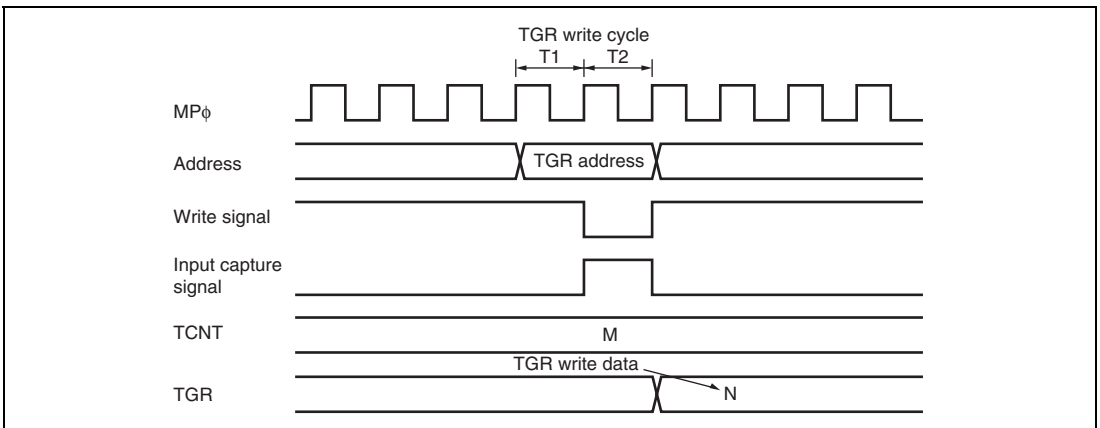 TGR write cycle
T1 T2
MPϕ
Address
TGR address
Write signal
Input capture
signal
TCNT
M
TGR write data
TGR
N